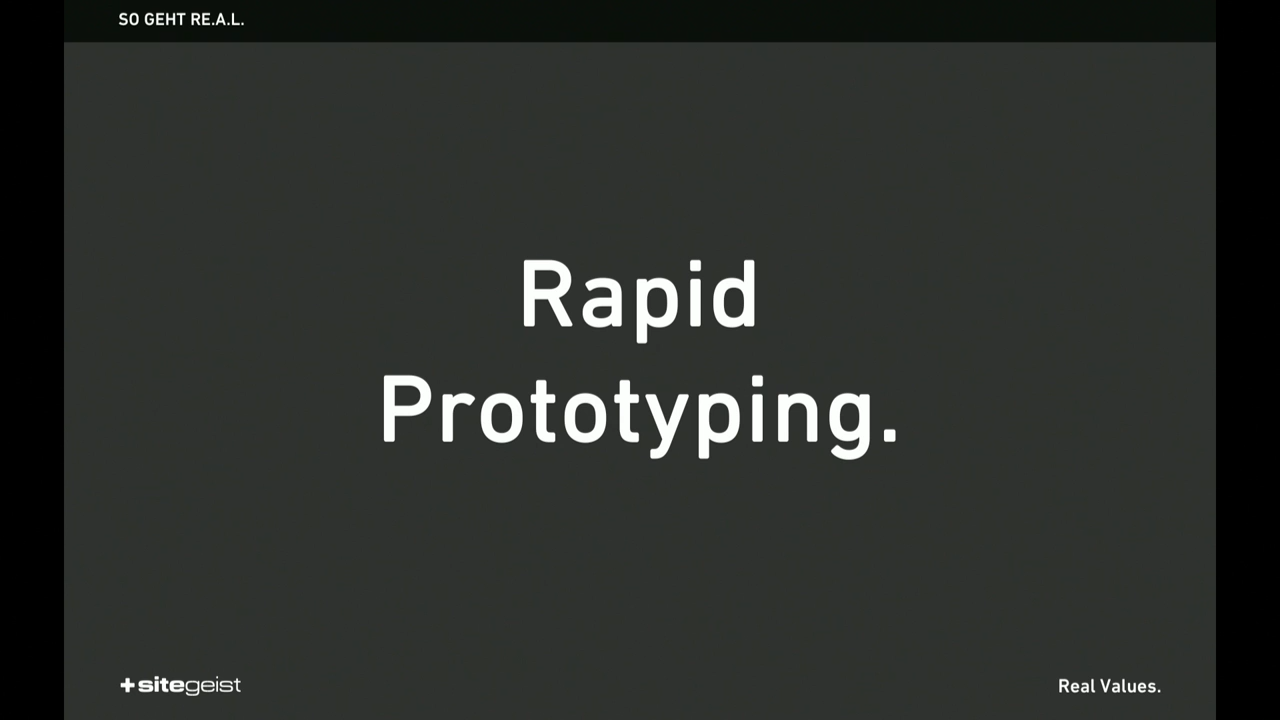 SO GEHT RE.A.L.
Rapid
Prototyping.
+sitegeist
Real Values.